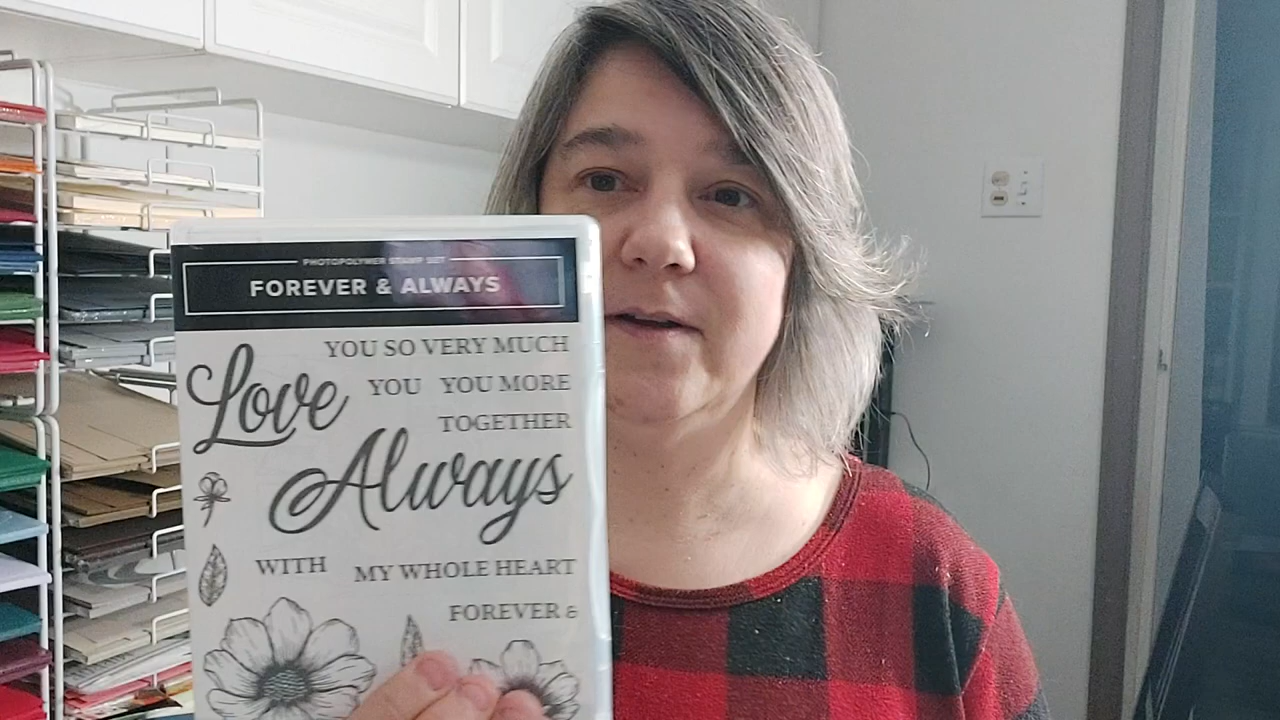 PHOTOPOLYMER STAMP SET
FOREVER & ALWAYS
YOU SO VERY MUCH
Love YOU YOU MORE
TOGETHER
Always
WITH MY WHOLE HEART
FOREVER &